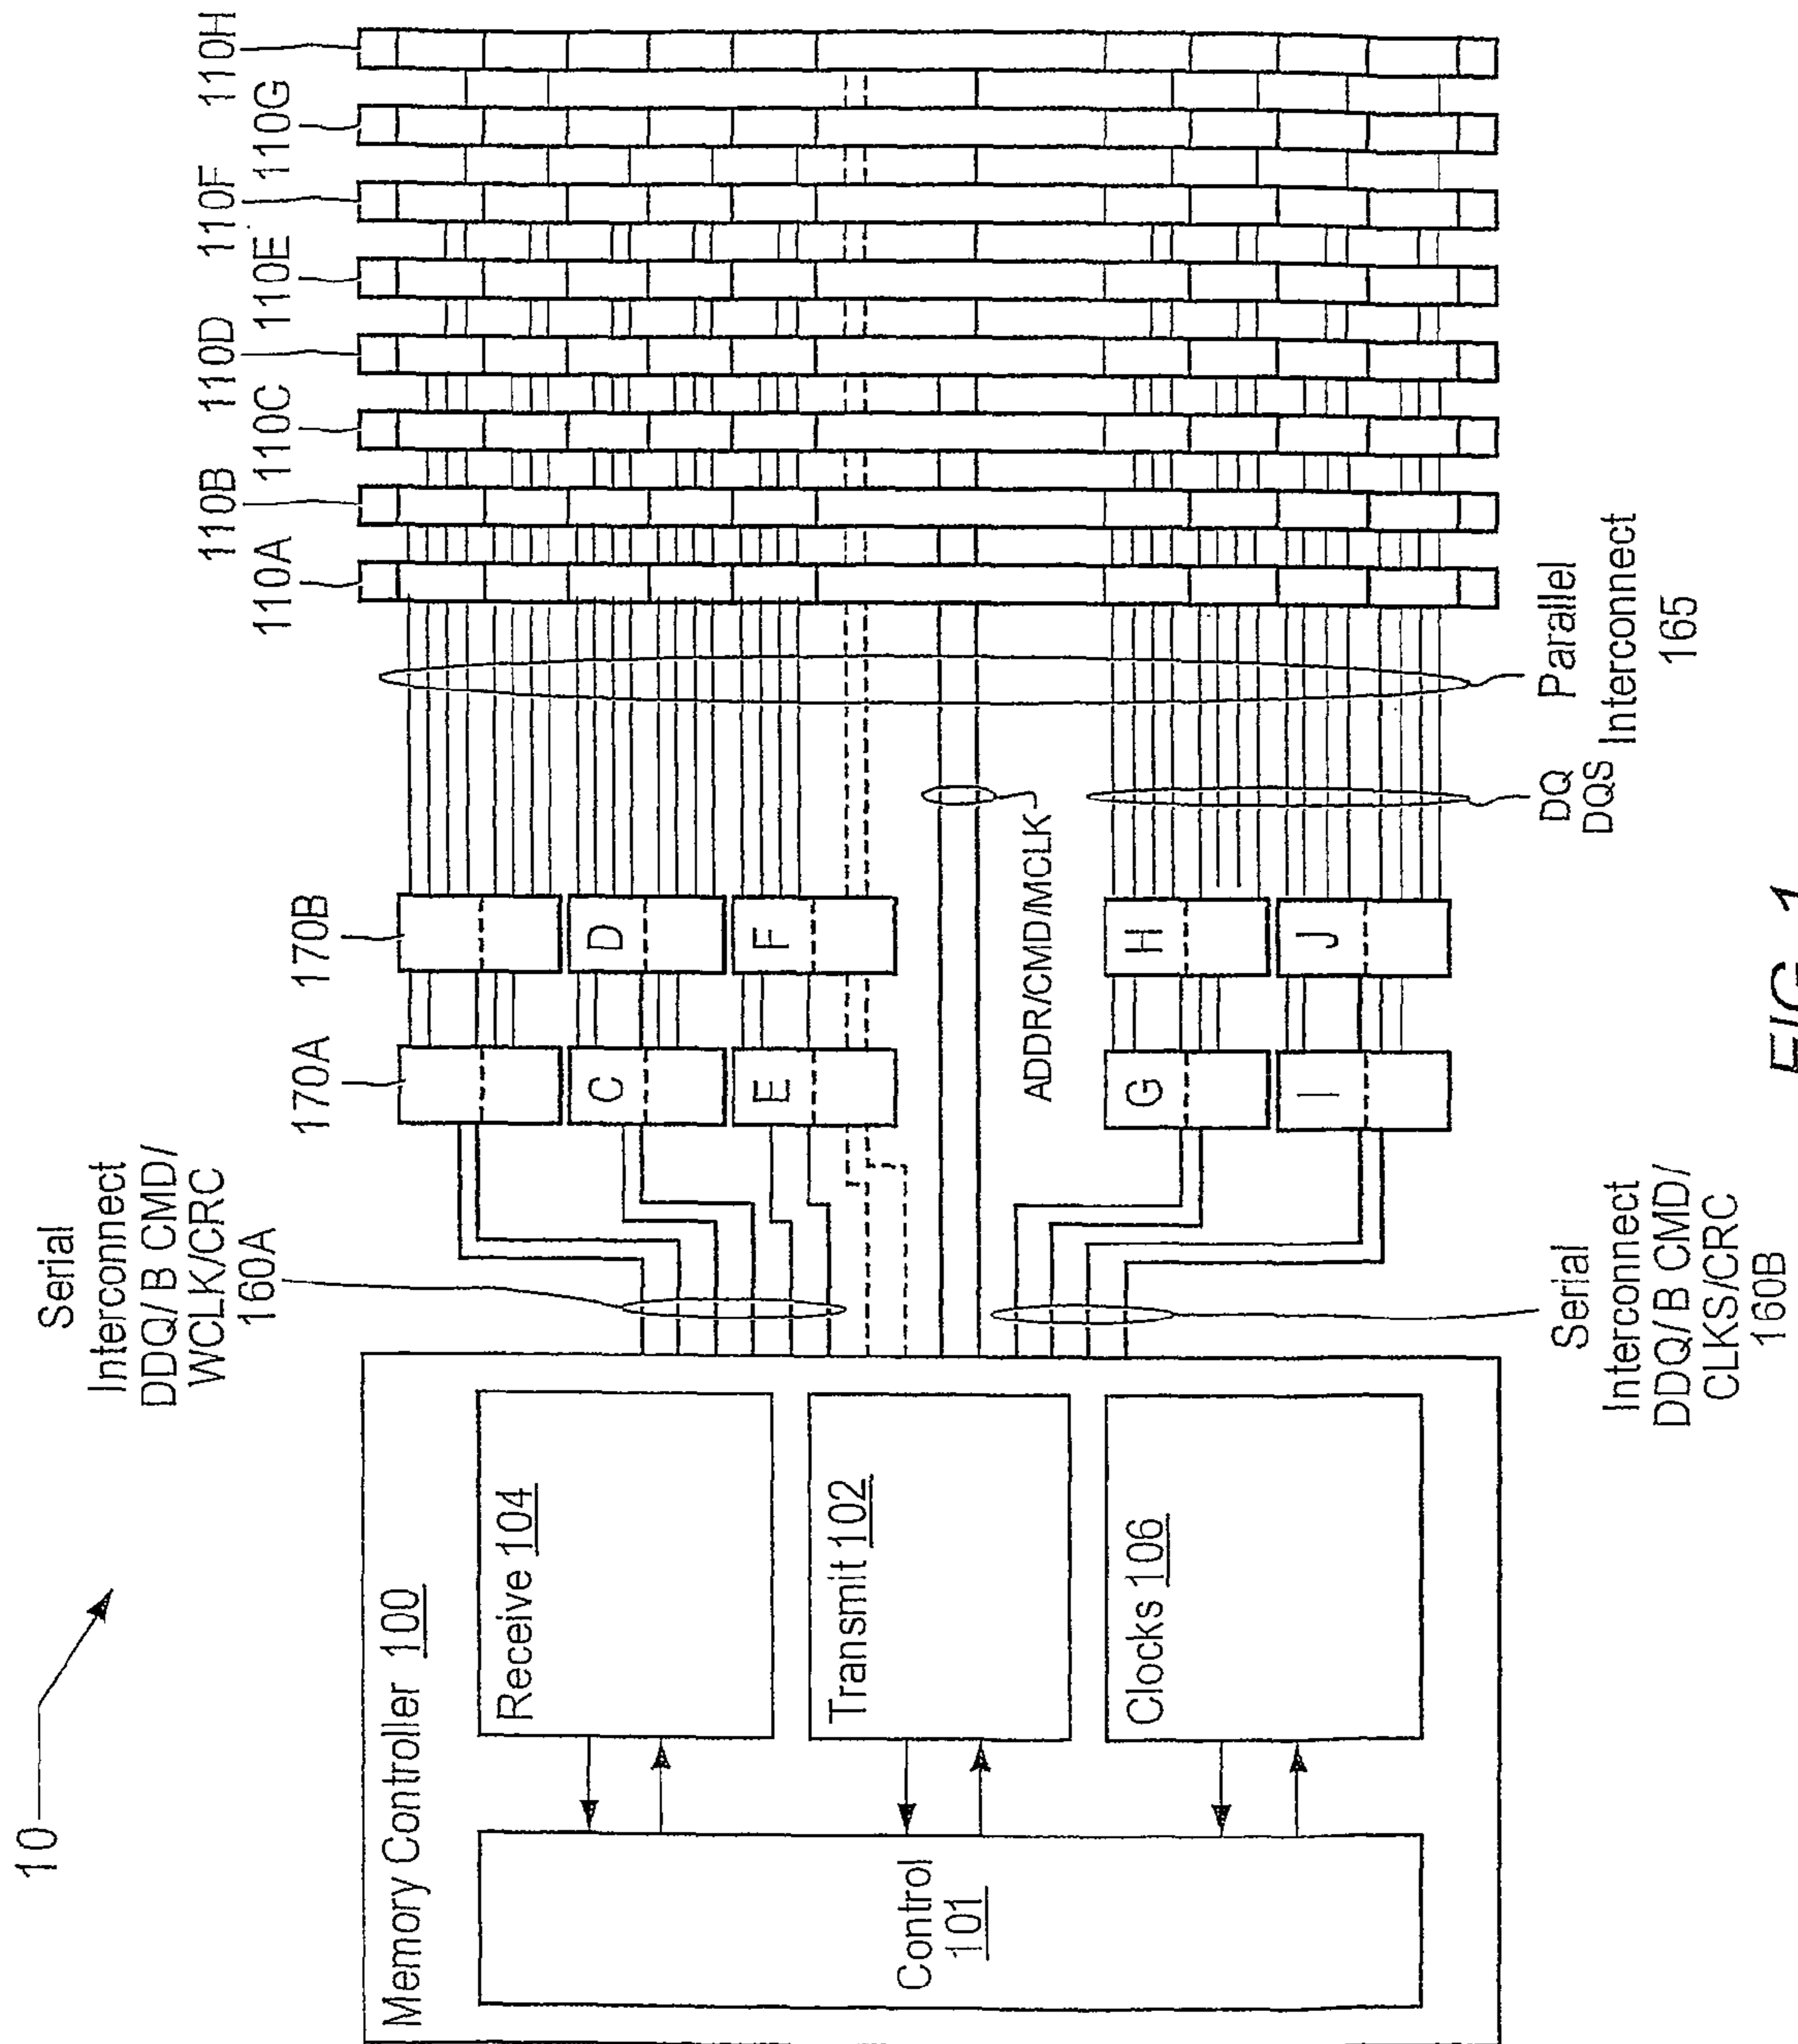 10
Serial
Interconnect
DDQ/B CMD/
WCLK/CRC
160A
170A
170B
110A
110B
110C
110D
110E
110F
110G
110H
Memory Controller 100
Control
101
Receive 104
Transmit 102
Clocks 106
C
D
E
F
G
H
I
J
ADDR/CMD/MCLK
DQ
DQS
Parallel
Interconnect
165
Serial
Interconnect
DDQ/B CMD/
CLKS/CRC
160B
FIG. 1